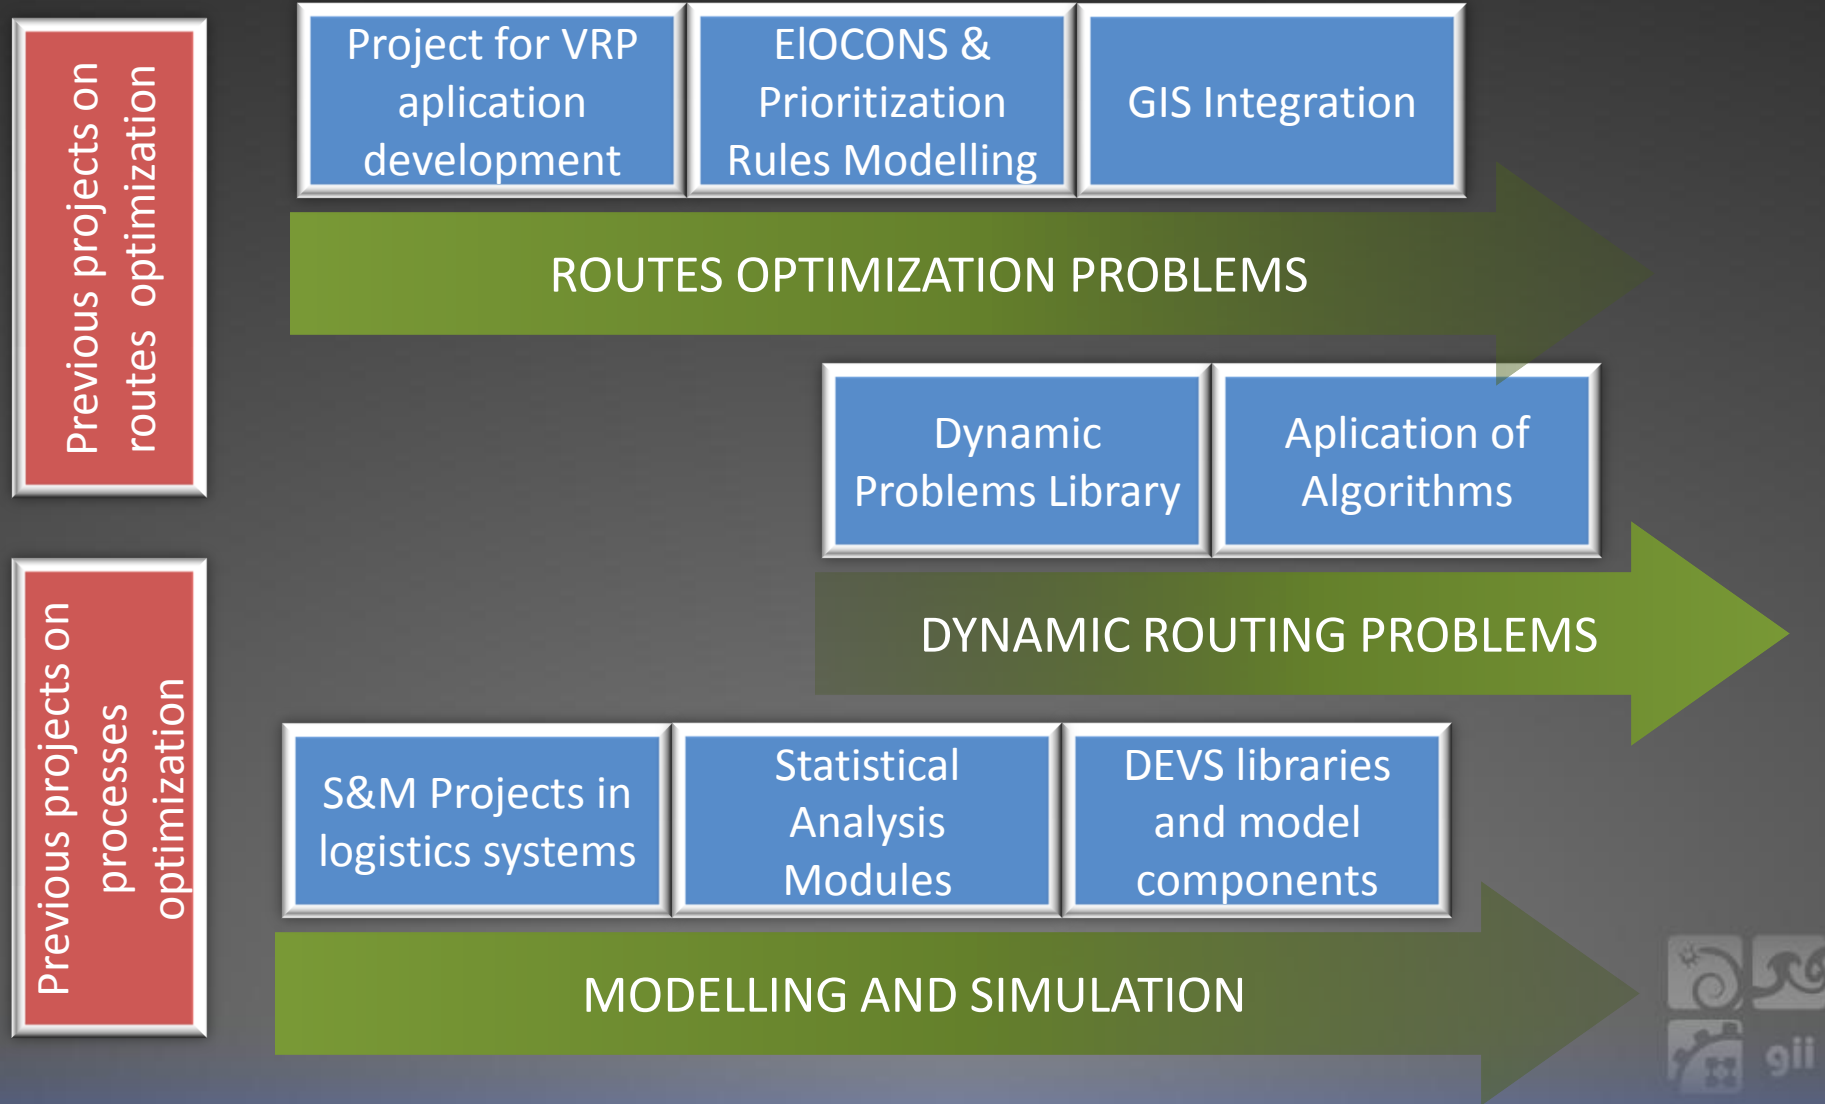 Previous projects on
routes optimization
Project for VRP
aplication
development
ElOCONS &
Prioritization
Rules Modelling
GIS Integration
ROUTES OPTIMIZATION PROBLEMS
Dynamic
Problems Library
Aplication of
Algorithms
DYNAMIC ROUTING PROBLEMS
Previous projects on
processes
optimization
S&M Projects in
logistics systems
Statistical
Analysis
Modules
DEVS libraries
and model
components
MODELLING AND SIMULATION
gii